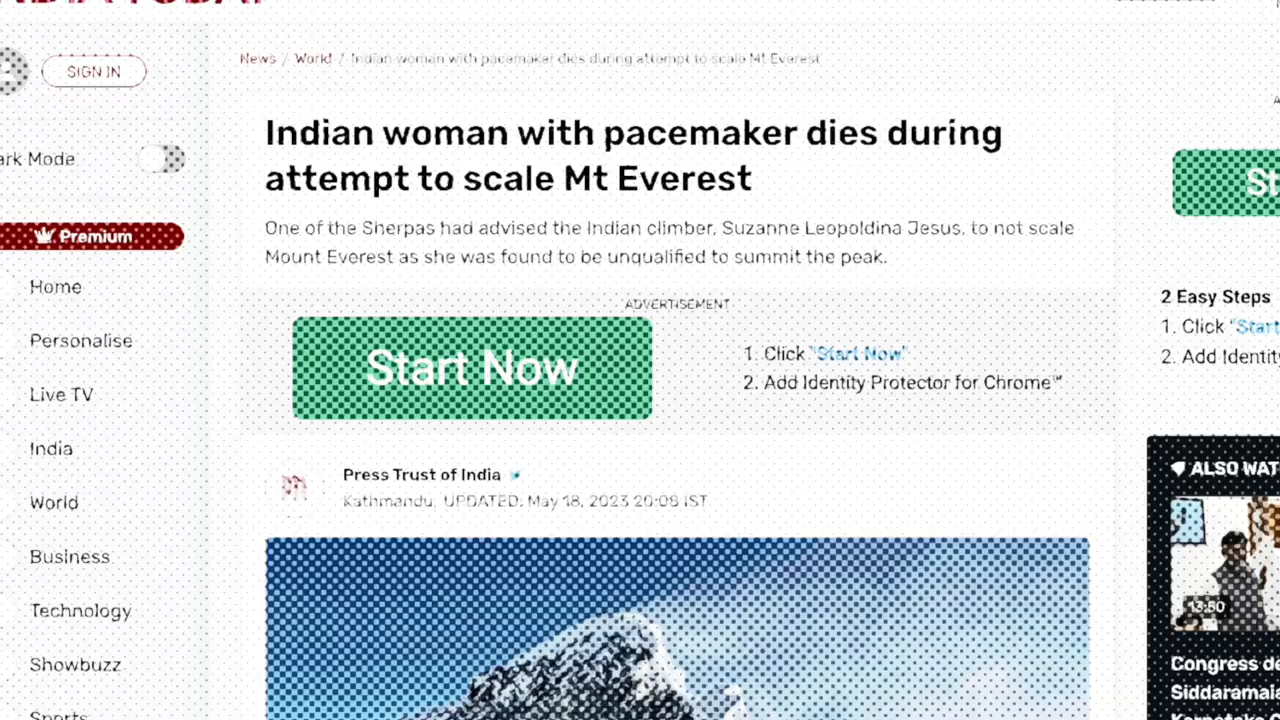 SIGN IN
News / World / Indian woman with pacemaker dies during attempt to scale Mt Everest
ark Mode
Indian woman with pacemaker dies during
attempt to scale Mt Everest
Premium
One of the Sherpas had advised the Indian climber, Suzanne Leopoldina Jesus, to not scale
Mount Everest as she was found to be unqualified to summit the peak.
Home
ADVERTISEMENT
2 Easy Steps
1. Click "Start
2. Add Identity
Personalise
Start Now
1. Click "Start Now"
2. Add Identity Protector for Chrome™
Live TV
India
Press Trust of India
Kathmandu, UPDATED: May 18, 2023 20:08 IST
ALSO WAT
World
Business
Technology
13:50
Showbuzz
Congress de
Siddaramaia
Sports